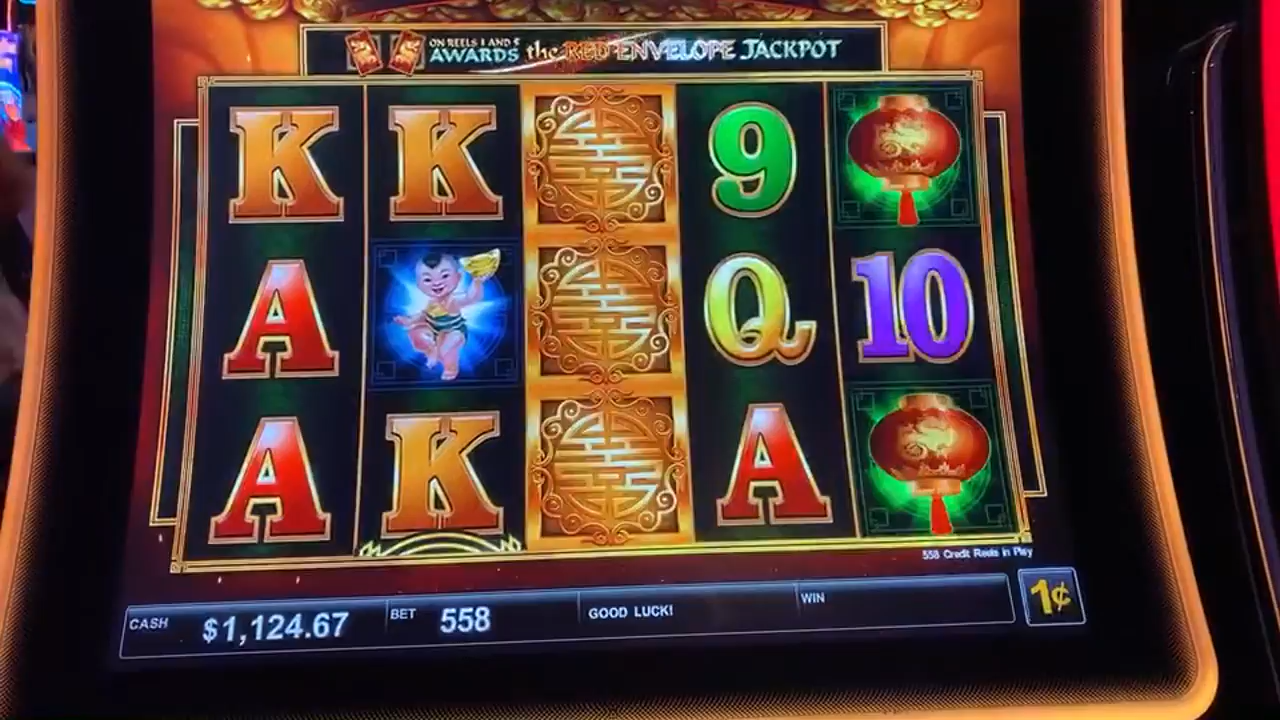 ON REELS 1 AND 5
AWARDS the RED ENVELOPE JACKPOT
K K 9
A Q 10
A K A
558 Credit Reels in Play
CASH $1,124.67 BET 558 GOOD LUCK! WIN 1¢